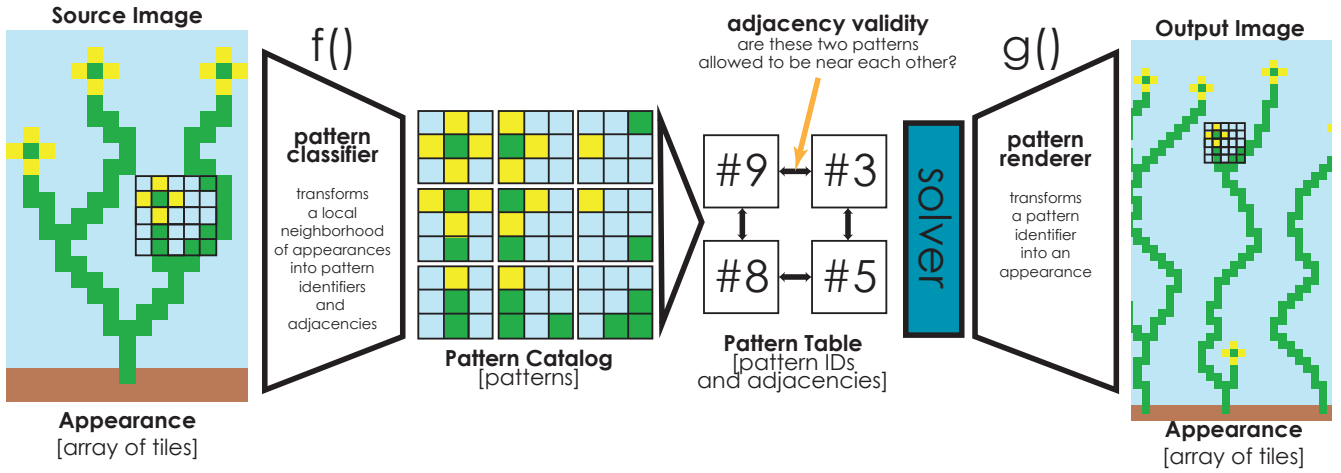 Source Image
f()
pattern
classifier
transforms
a local
neighborhood
of appearances
into pattern
identifiers
and
adjacencies
Appearance
[array of tiles]
Pattern Catalog
[patterns]
adjacency validity
are these two patterns
allowed to be near each other?
#9
#3
#8
#5
Pattern Table
[pattern IDs
and adjacencies]
solver
g()
pattern
renderer
transforms
a pattern
identifier
into an
appearance
Output Image
Appearance
[array of tiles]